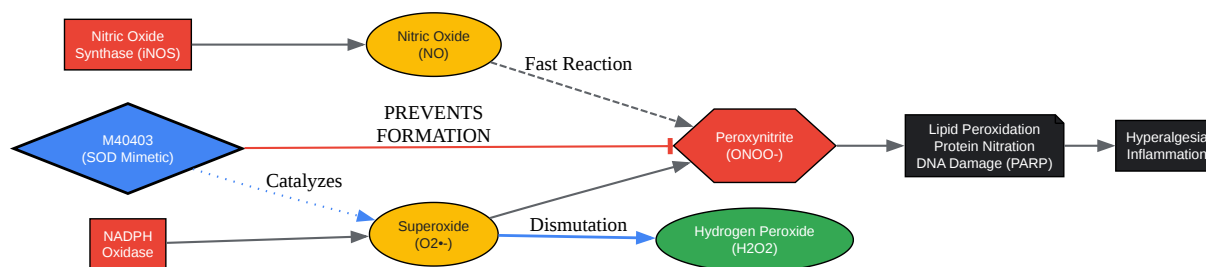 Nitric Oxide
Synthase (iNOS)
Nitric Oxide
(NO)
Fast Reaction
M40403
(SOD Mimetic)
PREVENTS
FORMATION
Peroxynitrite
(ONOO-)
Lipid Peroxidation
Protein Nitration
DNA Damage (PARP)
Hyperalgesia
Inflammation
Catalyzes
NADPH
Oxidase
Superoxide
(O2•-)
Dismutation
Hydrogen Peroxide
(H2O2)